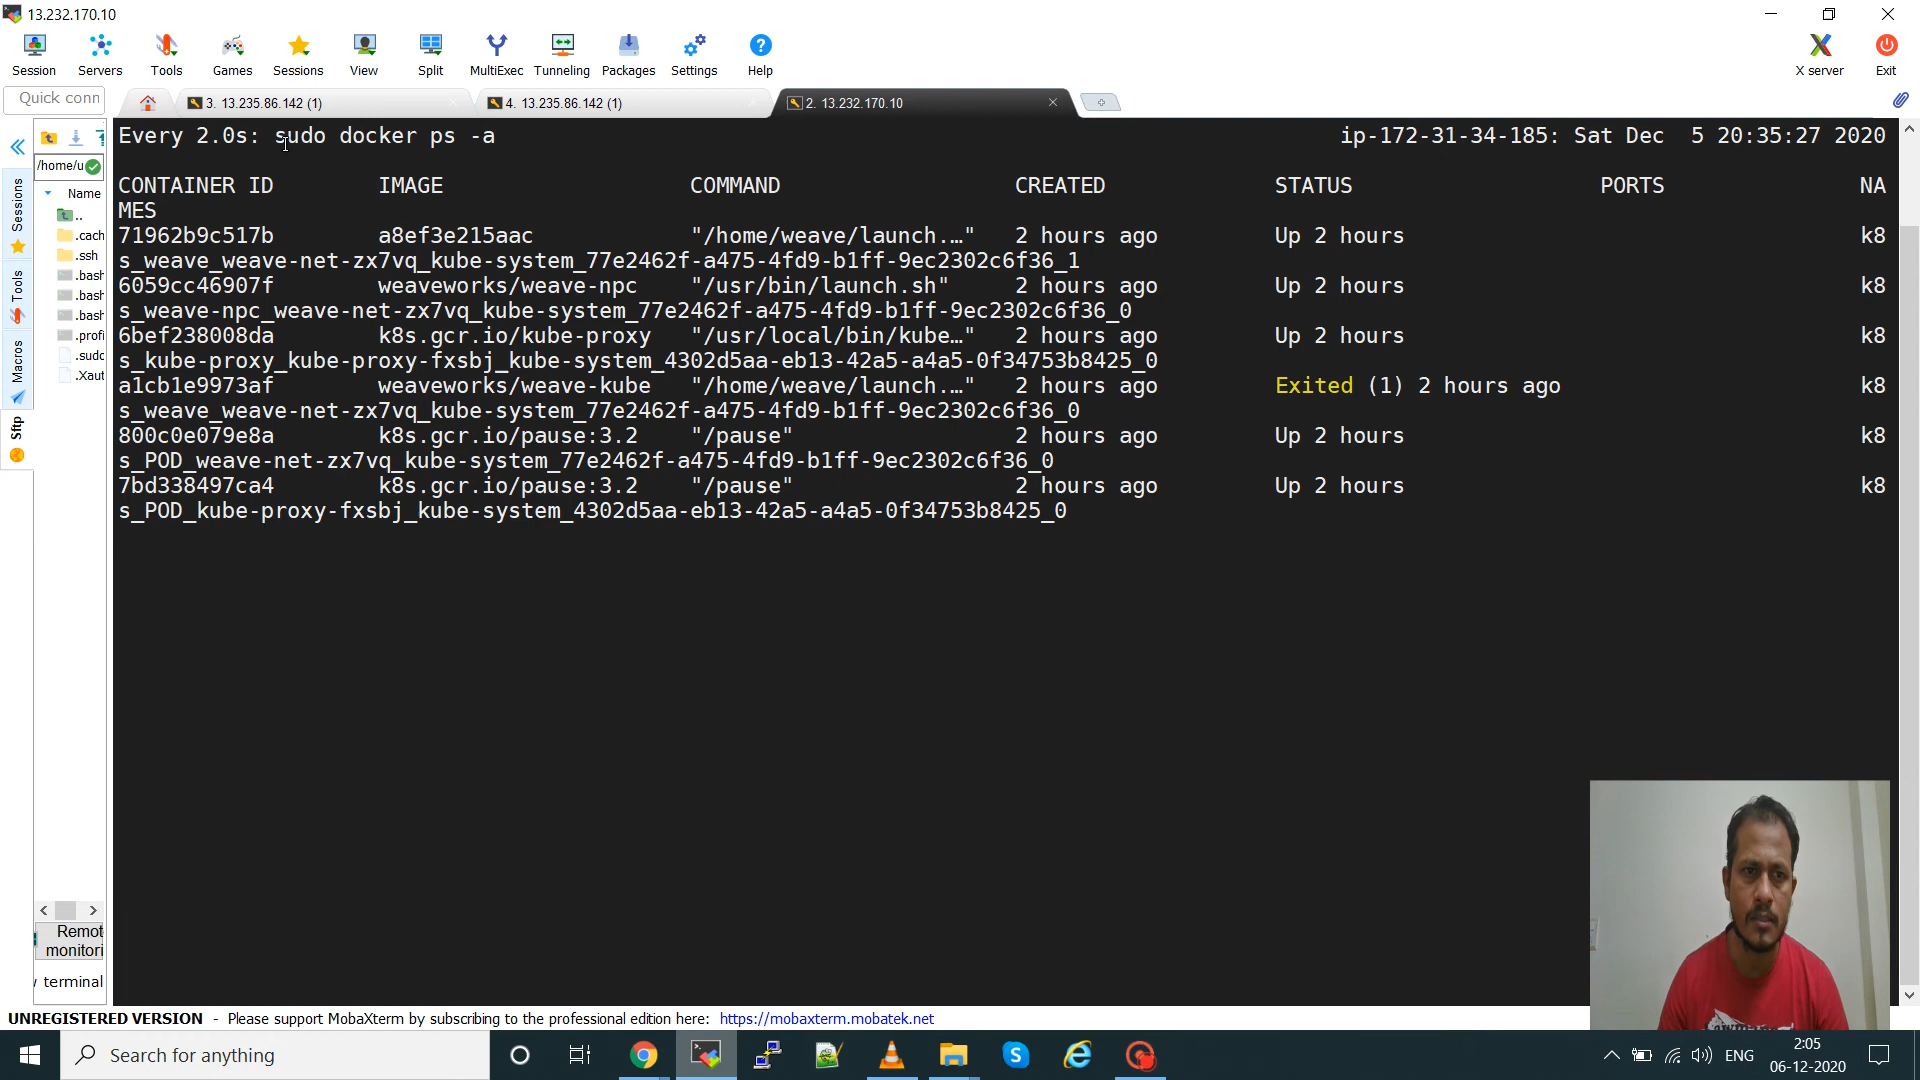 13.232.170.10
Session Servers Tools Games Sessions View Split MultiExec Tunneling Packages Settings Help X server Exit
Quick conn
3. 13.235.86.142 (1)
4. 13.235.86.142 (1)
2. 13.232.170.10
/home/u
Name
..
.cach
.ssh
.bash
.bash
.bash
.profi
.sudo
.Xaut
Sessions
Tools
Macros
Sftp
Remot
monitori
terminal
Every 2.0s: sudo docker ps -a ip-172-31-34-185: Sat Dec 5 20:35:27 2020
CONTAINER ID IMAGE COMMAND CREATED STATUS PORTS NA
MES
71962b9c517b a8ef3e215aac "/home/weave/launch.…" 2 hours ago Up 2 hours k8
s_weave_weave-net-zx7vq_kube-system_77e2462f-a475-4fd9-b1ff-9ec2302c6f36_1
6059cc46907f weaveworks/weave-npc "/usr/bin/launch.sh" 2 hours ago Up 2 hours k8
s_weave-npc_weave-net-zx7vq_kube-system_77e2462f-a475-4fd9-b1ff-9ec2302c6f36_0
6bef238008da k8s.gcr.io/kube-proxy "/usr/local/bin/kube…" 2 hours ago Up 2 hours k8
s_kube-proxy_kube-proxy-fxsbj_kube-system_4302d5aa-eb13-42a5-a4a5-0f34753b8425_0
a1cb1e9973af weaveworks/weave-kube "/home/weave/launch.…" 2 hours ago Exited (1) 2 hours ago k8
s_weave_weave-net-zx7vq_kube-system_77e2462f-a475-4fd9-b1ff-9ec2302c6f36_0
800c0e079e8a k8s.gcr.io/pause:3.2 "/pause" 2 hours ago Up 2 hours k8
s_POD_weave-net-zx7vq_kube-system_77e2462f-a475-4fd9-b1ff-9ec2302c6f36_0
7bd338497ca4 k8s.gcr.io/pause:3.2 "/pause" 2 hours ago Up 2 hours k8
s_POD_kube-proxy-fxsbj_kube-system_4302d5aa-eb13-42a5-a4a5-0f34753b8425_0
UNREGISTERED VERSION - Please support MobaXterm by subscribing to the professional edition here: https://mobaxterm.mobatek.net
Search for anything
ENG
2:05
06-12-2020